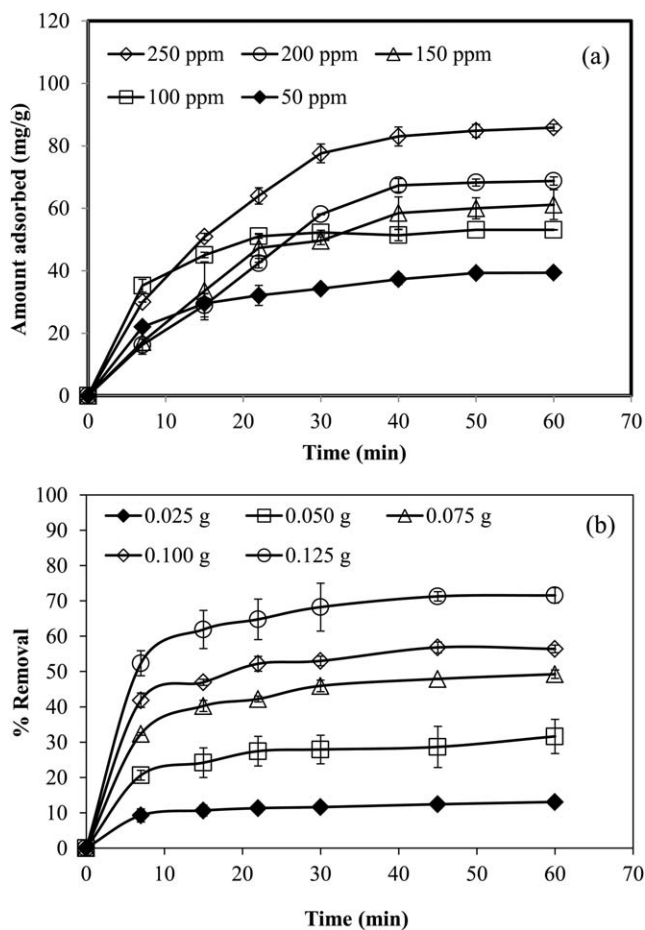 120
100
80
60
40
20
0
Amount adsorbed (mg/g)
250 ppm 200 ppm 150 ppm
100 ppm 50 ppm
(a)
0 10 20 30 40 50 60 70
Time (min)
100
90
80
70
60
50
40
30
20
10
0
% Removal
0.025 g 0.050 g 0.075 g
0.100 g 0.125 g
(b)
0 10 20 30 40 50 60 70
Time (min)